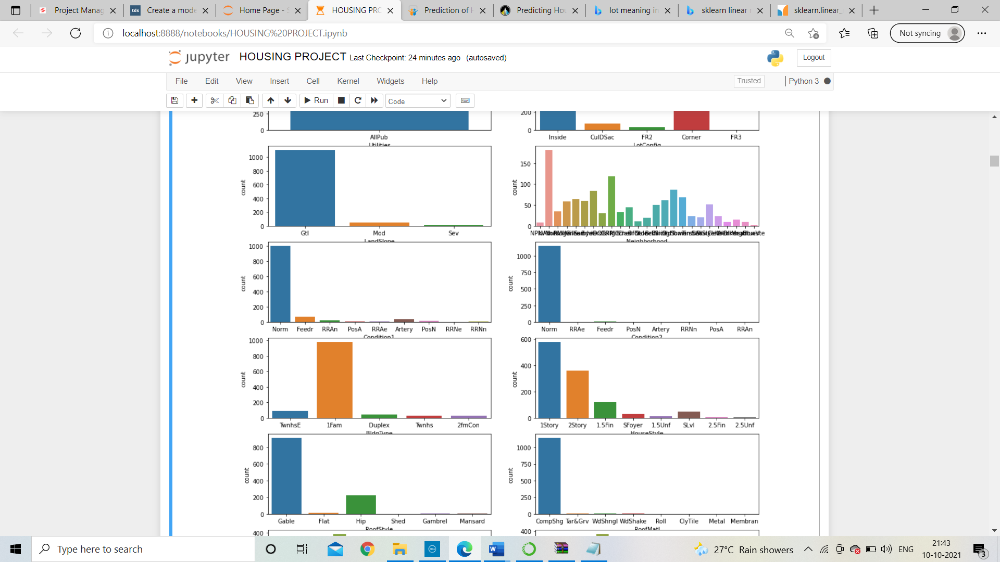 Project Manag
tds Create a mode
Home Page -
HOUSING PRO
Prediction of H
Predicting Hou
lot meaning in
sklearn linear
sklearn.linear_
localhost:8888/notebooks/HOUSING%20PROJECT.ipynb
Not syncing
jupyter HOUSING PROJECT Last Checkpoint: 24 minutes ago (autosaved)
Logout
File Edit View Insert Cell Kernel Widgets Help
Trusted
Python 3
Run
Code
250
0
AllPub
Utilities
200
0
Inside CulDSac FR2 Corner FR3
LotConfig
1000
800
600
400
200
0
count
Gtl Mod Sev
LandSlope
150
100
50
0
count
Neighborhood
1000
800
600
400
200
0
count
Norm Feedr RRAn PosA RRAe Artery PosN RRNe RRNn
Condition1
1000
750
500
250
0
count
Norm RRAe Feedr PosN Artery RRNn PosA RRAn
Condition2
1000
800
600
400
200
0
count
TwnhsE 1Fam Duplex Twnhs 2fmCon
BldgType
600
400
200
0
count
1Story 2Story 1.5Fin SFoyer 1.5Unf SLvl 2.5Fin 2.5Unf
HouseStyle
800
600
400
200
0
count
Gable Flat Hip Shed Gambrel Mansard
RoofStyle
1000
750
500
250
0
count
CompShg Tar&Grv WdShngl WdShake Roll ClyTile Metal Membran
RoofMatl
400
400
Type here to search
DELL
W
27°C Rain showers
ENG
21:43
10-10-2021
3